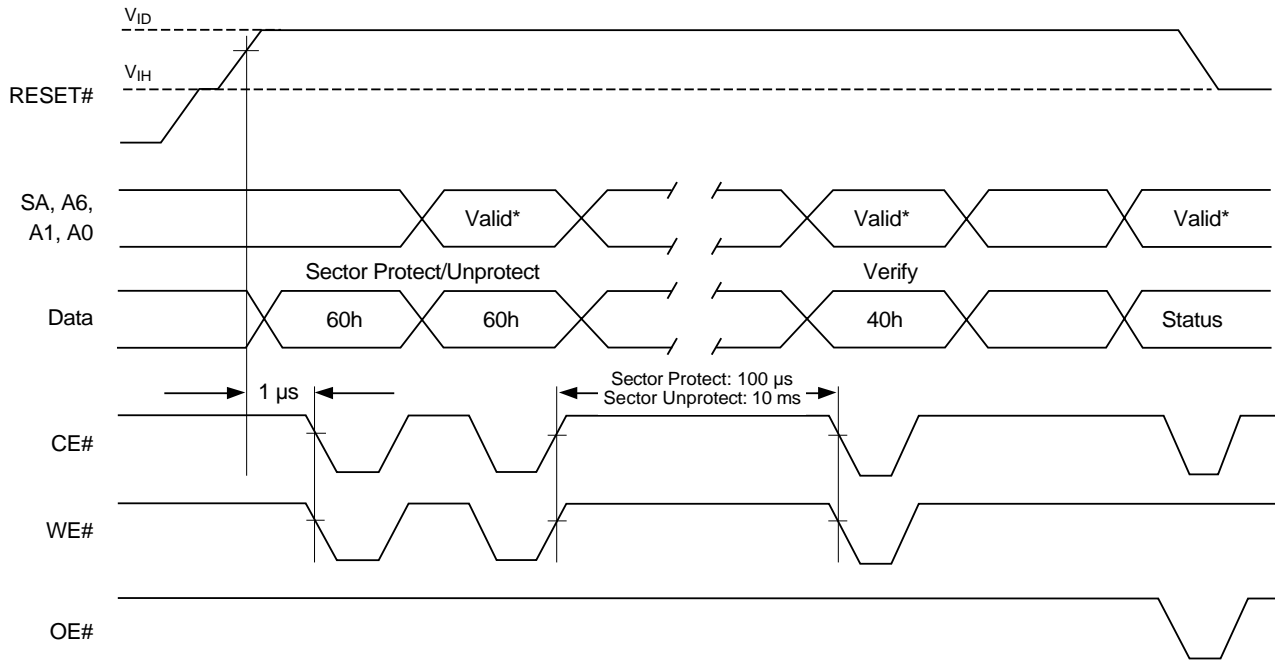 VID
VIH
RESET#
SA, A6,
A1, A0
Valid*
Valid*
Valid*
Sector Protect/Unprotect
Verify
Data
60h
60h
40h
Status
1 µs
Sector Protect: 100 µs
Sector Unprotect: 10 ms
CE#
WE#
OE#